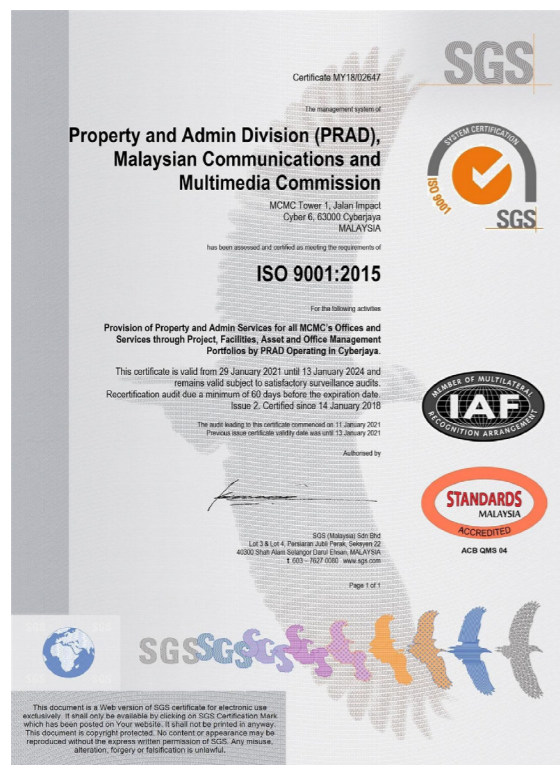 SGS
Certificate MY18/02647
The management system of
Property and Admin Division (PRAD),
Malaysian Communications and
Multimedia Commission
MCMC Tower 1, Jalan Impact
Cyber 6, 63000 Cyberjaya
MALAYSIA
has been assessed and certified as meeting the requirements of
ISO 9001:2015
For the following activities
Provision of Property and Admin Services for all MCMC's Offices and
Services through Project, Facilities, Asset and Office Management
Portfolios by PRAD Operating in Cyberjaya.
This certificate is valid from 29 January 2021 until 13 January 2024 and
remains valid subject to satisfactory surveillance audits.
Recertification audit due a minimum of 60 days before the expiration date.
Issue 2. Certified since 14 January 2018
The audit leading to this certificate commenced on 11 January 2021
Previous issue certificate validity date was until 13 January 2021
Authorised by
SGS (Malaysia) Sdn Bhd
Lot 3 & Lot 4, Persiaran Jubli Perak, Seksyen 22
40300 Shah Alam Selangor Darul Ehsan, MALAYSIA
t 603 - 7627 0080 www.sgs.com
Page 1 of 1
SYSTEM CERTIFICATION
ISO 9001
SGS
MEMBER OF MULTILATERAL
IAF
RECOGNITION ARRANGEMENT
STANDARDS
MALAYSIA
ACCREDITED
ACB QMS 04
SGS SGS SGS
This document is a Web version of SGS certificate for electronic use
exclusively. It shall only be available by clicking on SGS Certification Mark
which has been posted on Your website. It shall not be printed in anyway.
This document is copyright protected. No content or appearance may be
reproduced without the express written permission of SGS. Any misuse,
alteration, forgery or falsification is unlawful.